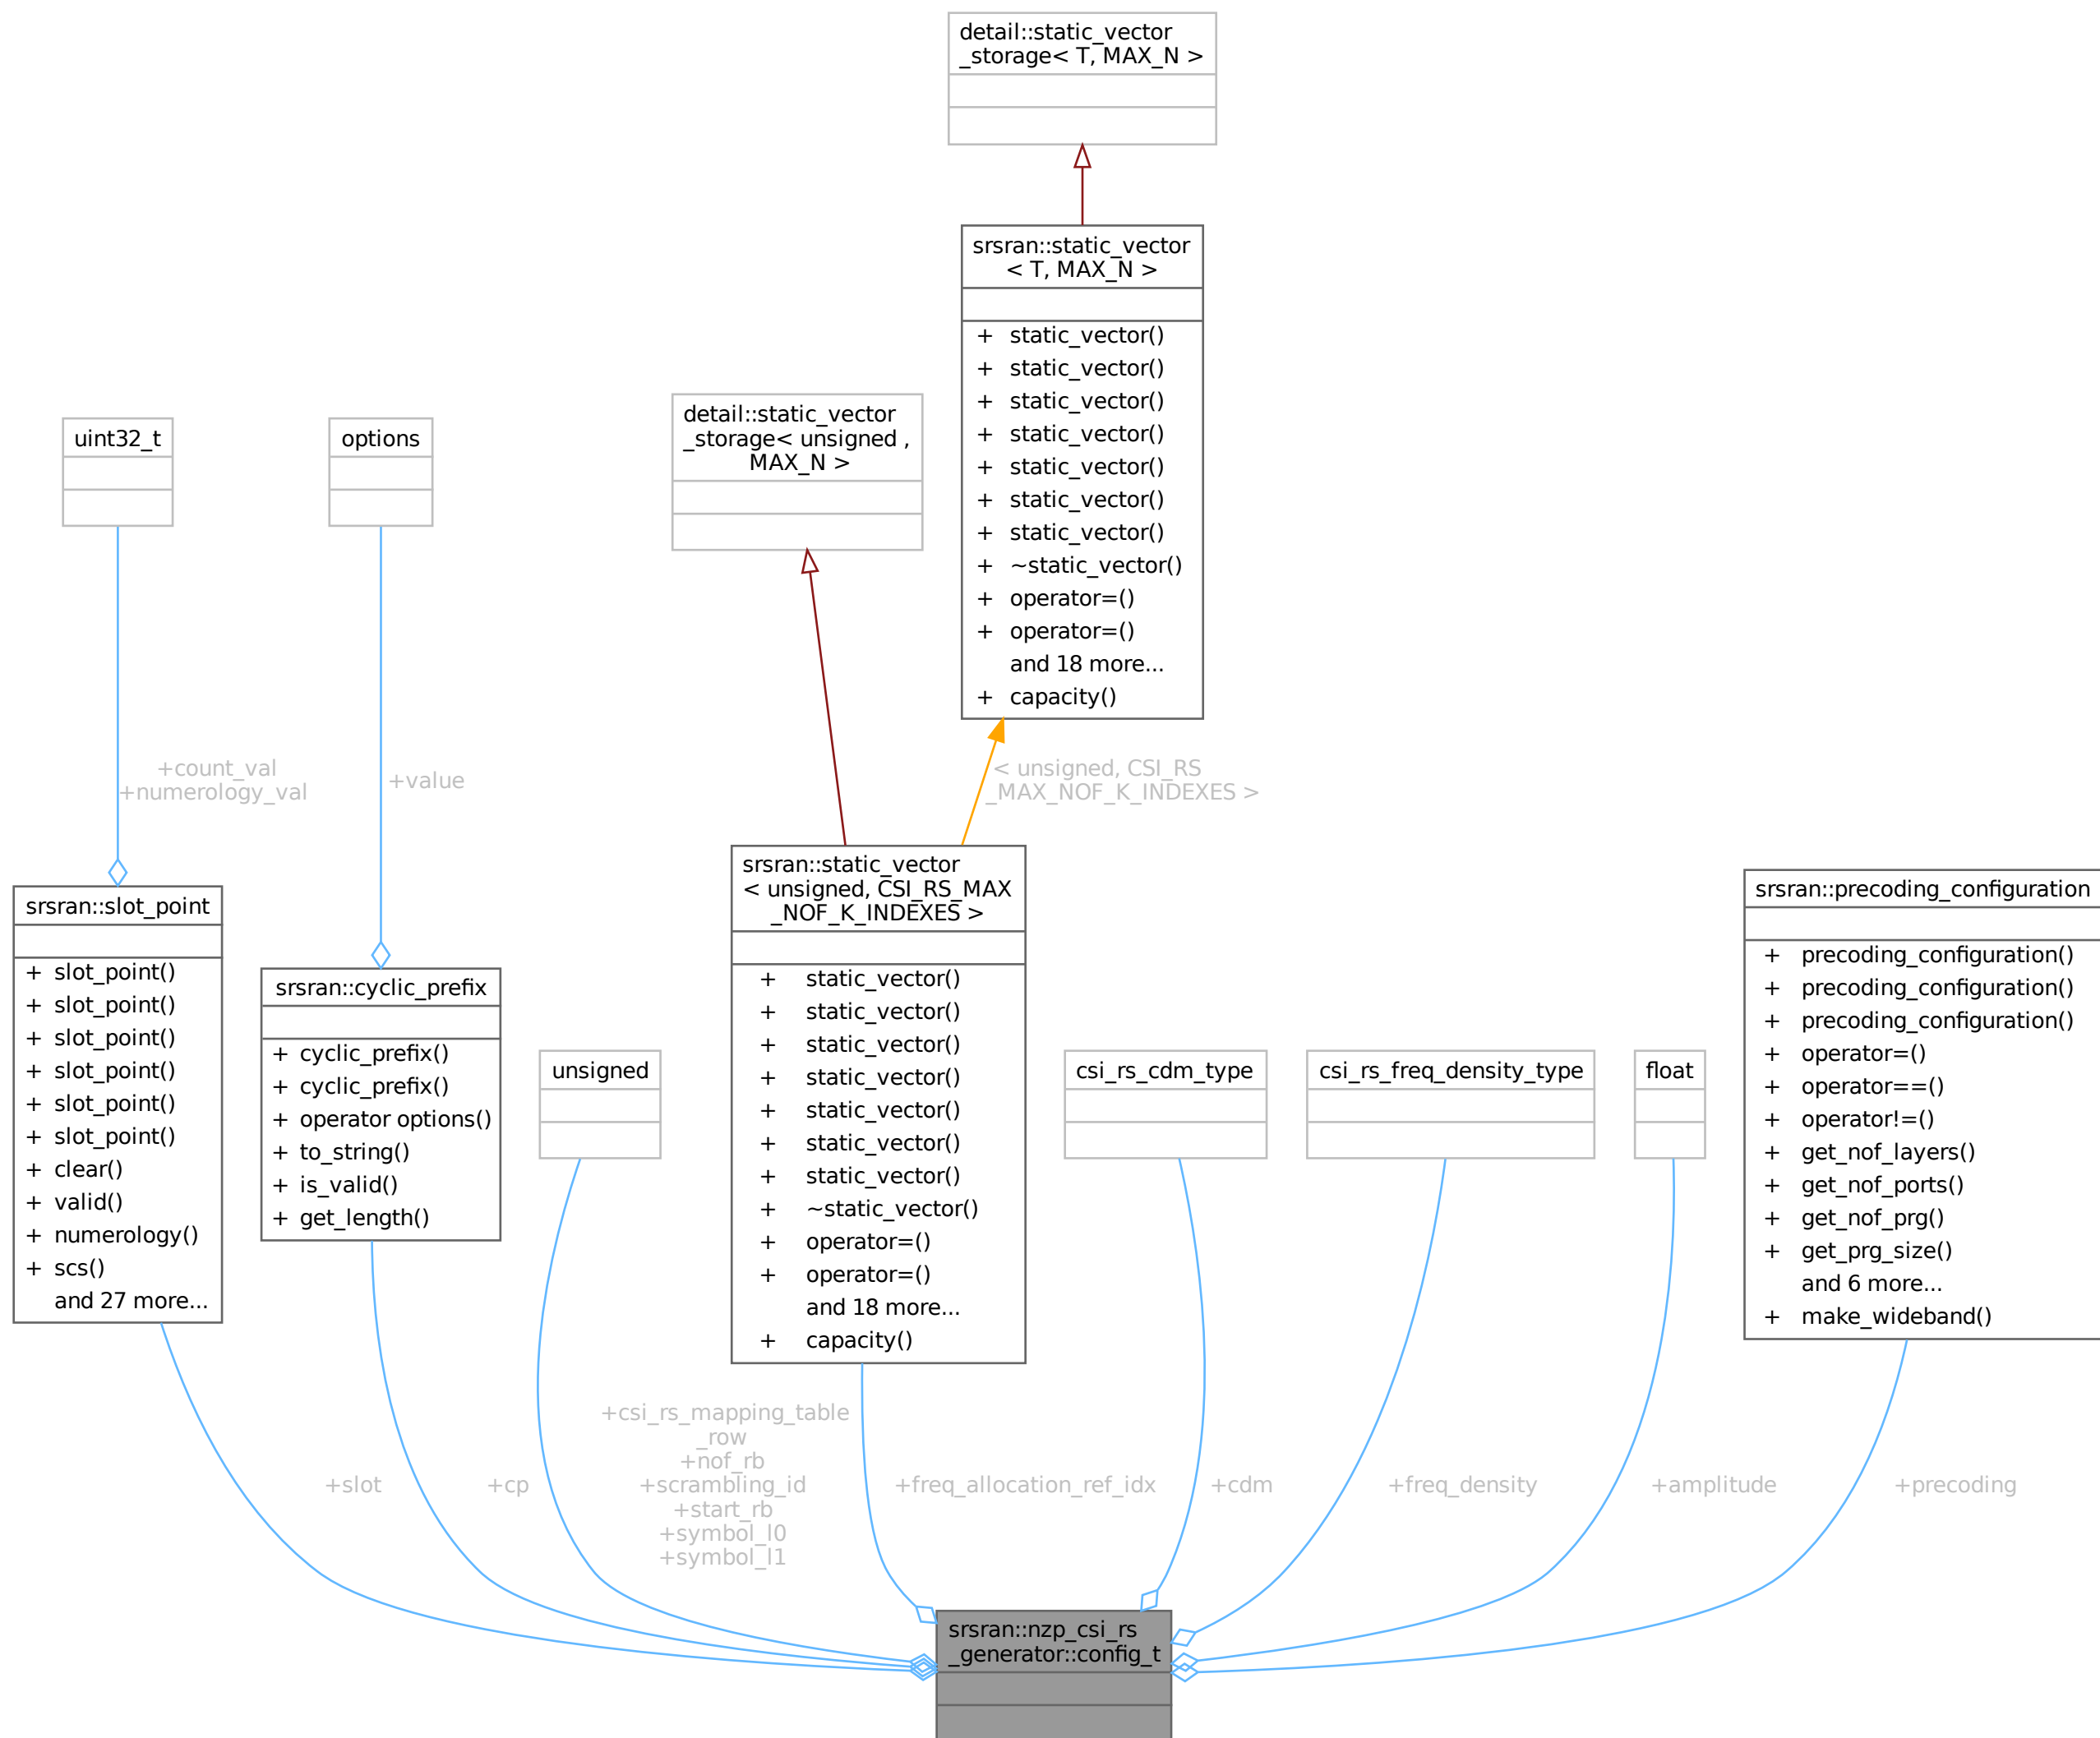 detail::static_vector
_storage< T, MAX_N >
srsran::static_vector
< T, MAX_N >
+ static_vector()
+ static_vector()
+ static_vector()
+ static_vector()
+ static_vector()
+ static_vector()
+ static_vector()
+ ~static_vector()
+ operator=()
+ operator=()
and 18 more...
+ capacity()
detail::static_vector
_storage< unsigned ,
MAX_N >
uint32_t
options
+count_val
+numerology_val
+value
< unsigned, CSI_RS
_MAX_NOF_K_INDEXES >
srsran::slot_point
+ slot_point()
+ slot_point()
+ slot_point()
+ slot_point()
+ slot_point()
+ slot_point()
+ clear()
+ valid()
+ numerology()
+ scs()
and 27 more...
srsran::cyclic_prefix
+ cyclic_prefix()
+ cyclic_prefix()
+ operator options()
+ to_string()
+ is_valid()
+ get_length()
unsigned
srsran::static_vector
< unsigned, CSI_RS_MAX
_NOF_K_INDEXES >
+ static_vector()
+ static_vector()
+ static_vector()
+ static_vector()
+ static_vector()
+ static_vector()
+ static_vector()
+ ~static_vector()
+ operator=()
+ operator=()
and 18 more...
+ capacity()
csi_rs_cdm_type
csi_rs_freq_density_type
float
srsran::precoding_configuration
+ precoding_configuration()
+ precoding_configuration()
+ precoding_configuration()
+ operator=()
+ operator==()
+ operator!=()
+ get_nof_layers()
+ get_nof_ports()
+ get_nof_prg()
+ get_prg_size()
and 6 more...
+ make_wideband()
+slot
+cp
+csi_rs_mapping_table
_row
+nof_rb
+scrambling_id
+start_rb
+symbol_l0
+symbol_l1
+freq_allocation_ref_idx
+cdm
+freq_density
+amplitude
+precoding
srsran::nzp_csi_rs
_generator::config_t